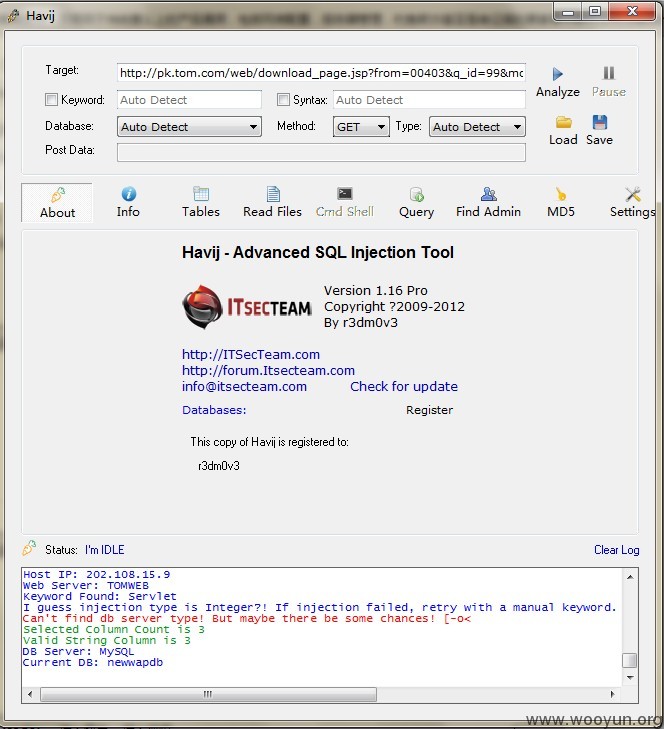 Havij
Target: http://pk.tom.com/web/download_page.jsp?from=00403&q_id=99&mc
Analyze Pause
Keyword: Auto Detect Syntax: Auto Detect
Database: Auto Detect Method: GET Type: Auto Detect
Load Save
Post Data:
About Info Tables Read Files Cmd Shell Query Find Admin MD5 Settings
Havij - Advanced SQL Injection Tool
ITSECTEAM
Version 1.16 Pro
Copyright ?2009-2012
By r3dm0v3
http://ITSecTeam.com
http://forum.Itsecteam.com
info@itsecteam.com Check for update
Databases: Register
This copy of Havij is registered to:
r3dm0v3
Status: I'm IDLE Clear Log
Host IP: 202.108.15.9
Web Server: TOMWEB
Keyword Found: Servlet
I guess injection type is Integer?! If injection failed, retry with a manual keyword.
Can't find db server type! But maybe there be some chances! [-o<
Selected Column Count is 3
Valid String Column is 3
DB Server: MySQL
Current DB: newwapdb
www.wooyun.org